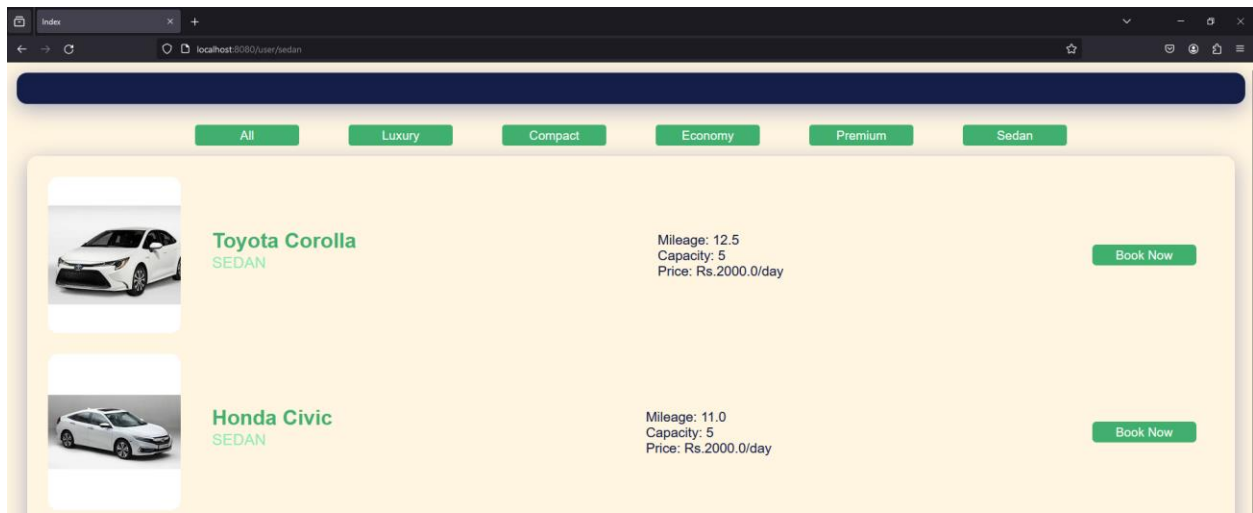 Index
localhost:8080/user/sedan
All Luxury Compact Economy Premium Sedan
Toyota Corolla
SEDAN
Mileage: 12.5
Capacity: 5
Price: Rs.2000.0/day
Book Now
Honda Civic
SEDAN
Mileage: 11.0
Capacity: 5
Price: Rs.2000.0/day
Book Now